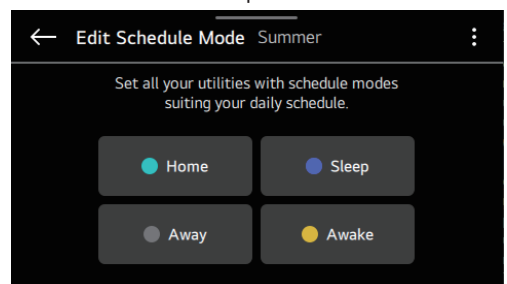 Edit Schedule Mode Summer
Set all your utilities with schedule modes
suiting your daily schedule.
Home Sleep
Away Awake